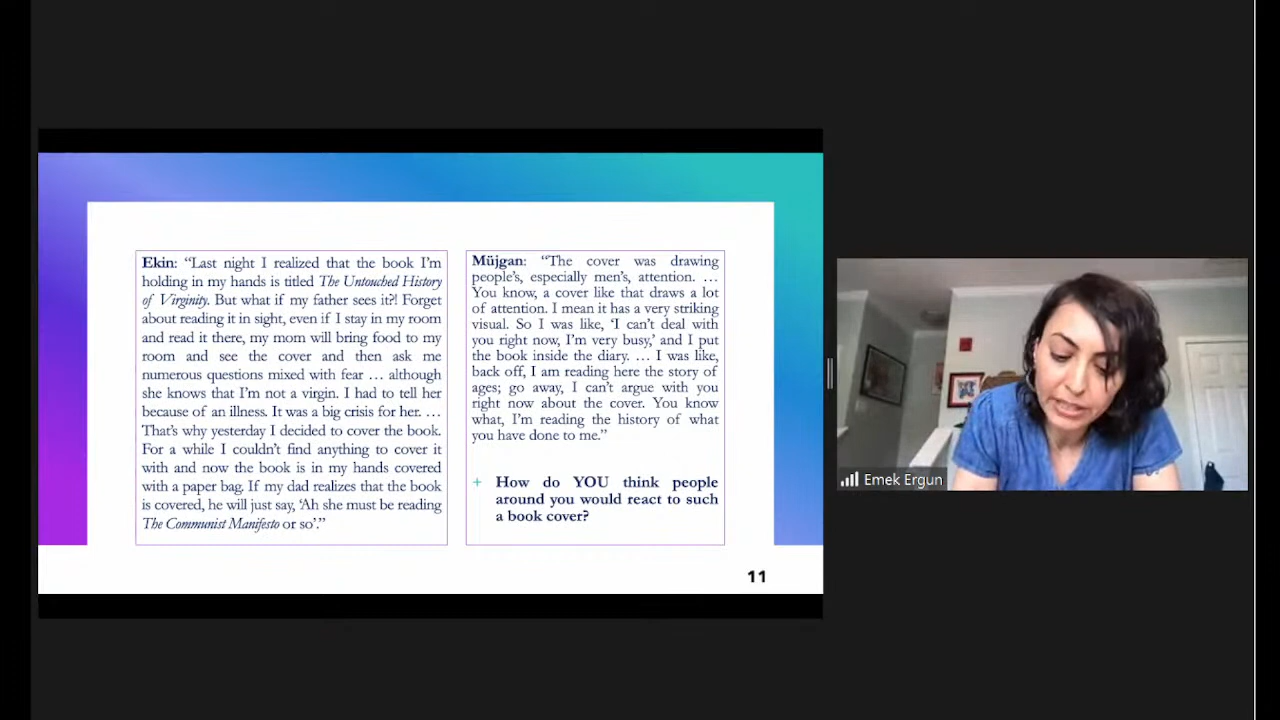 Ekin: “Last night I realized that the book I’m
holding in my hands is titled The Untouched History
of Virginity. But what if my father sees it?! Forget
about reading it in sight, even if I stay in my room
and read it there, my mom will bring food to my
room and see the cover and then ask me
numerous questions mixed with fear … although
she knows that I’m not a virgin. I had to tell her
because of an illness. It was a big crisis for her. …
That’s why yesterday I decided to cover the book.
For a while I couldn’t find anything to cover it
with and now the book is in my hands covered
with a paper bag. If my dad realizes that the book
is covered, he will just say, ‘Ah she must be reading
The Communist Manifesto or so’.”
Müjgan: “The cover was drawing
people’s, especially men’s, attention. …
You know, a cover like that draws a lot
of attention. I mean it has a very striking
visual. So I was like, ‘I can’t deal with
you right now, I’m very busy,’ and I put
the book inside the diary. … I was like,
back off, I am reading here the story of
ages; go away, I can’t argue with you
right now about the cover. You know
what, I’m reading the history of what
you have done to me.”
+ How do YOU think people
around you would react to such
a book cover?
11
Emek Ergun